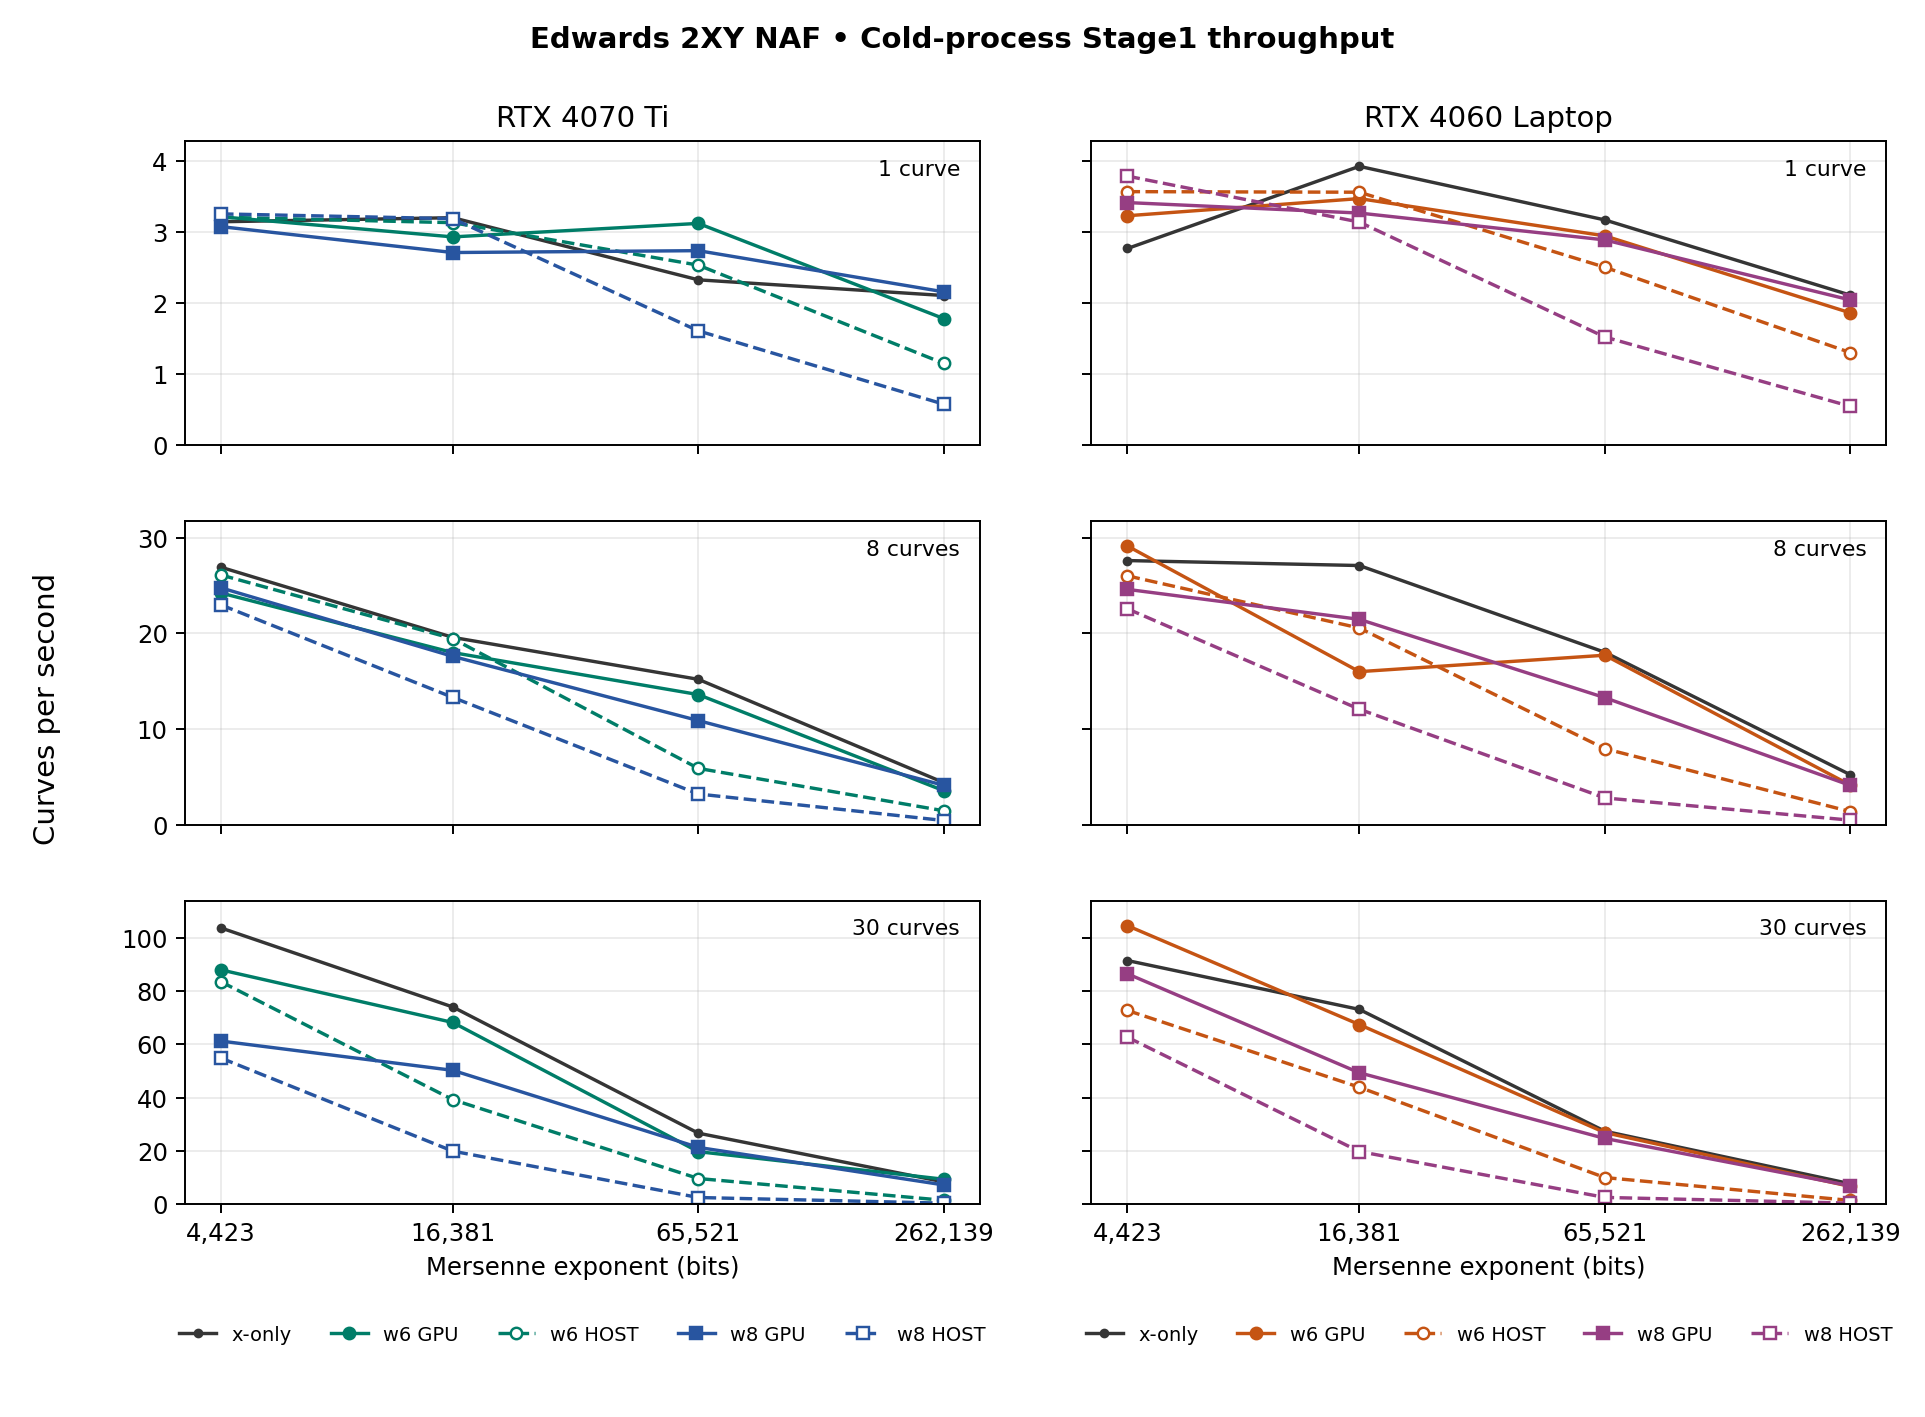 Edwards 2XY NAF • Cold-process Stage1 throughput
RTX 4070 Ti
RTX 4060 Laptop
Curves per second
4
3
2
1
0
1 curve
1 curve
30
20
10
0
8 curves
8 curves
100
80
60
40
20
0
30 curves
30 curves
4,423 16,381 65,521 262,139
4,423 16,381 65,521 262,139
Mersenne exponent (bits)
Mersenne exponent (bits)
x-only w6 GPU w6 HOST w8 GPU w8 HOST
x-only w6 GPU w6 HOST w8 GPU w8 HOST